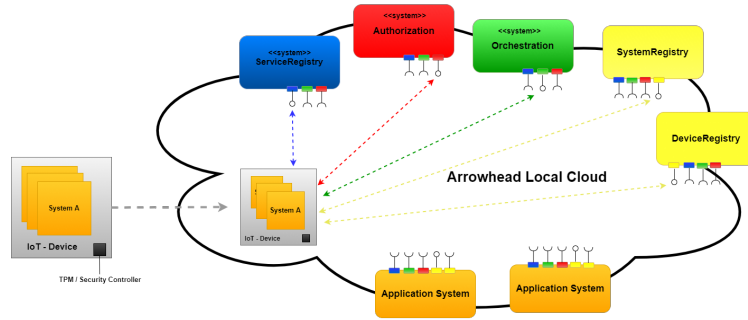 <<system>>
Authorization
<<system>>
Orchestration
<<system>>
ServiceRegistry
SystemRegistry
DeviceRegistry
Arrowhead Local Cloud
System A
IoT - Device
TPM / Security Controller
System A
IoT - Device
Application System
Application System